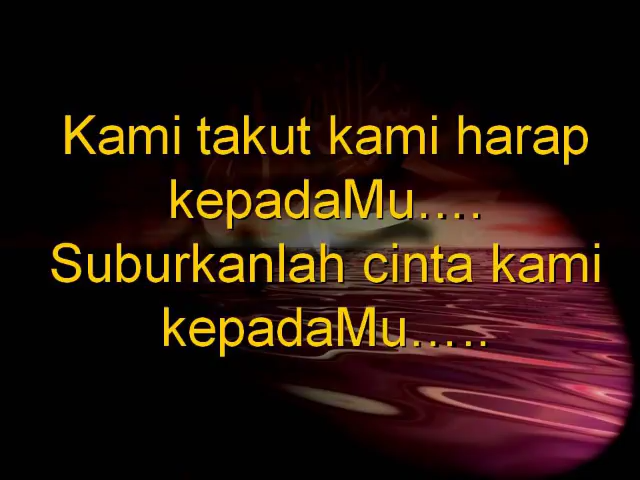 Kami takut kami harap
kepadaMu....
Suburkanlah cinta kami
kepadaMu.....